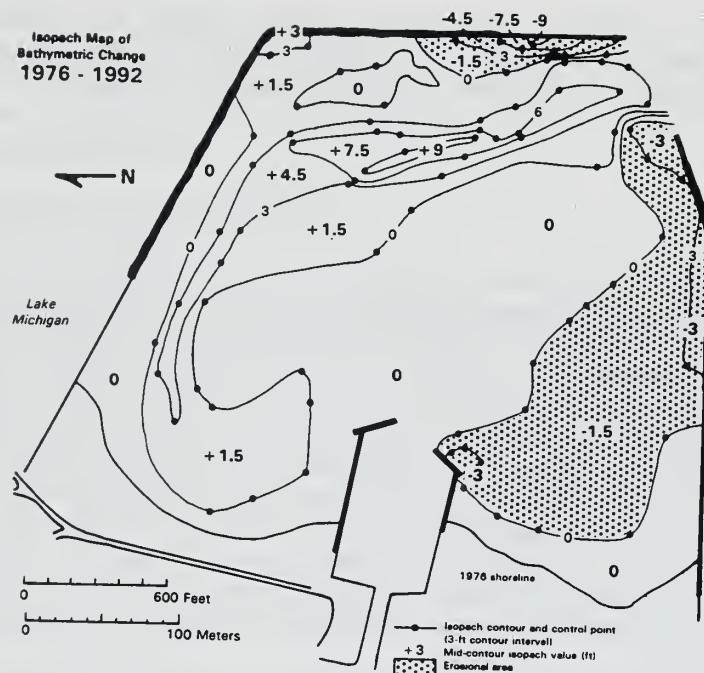 Isopach Map of
Bathymetric Change
1976 - 1992
N
+3
3
-4.5 -7.5 -9
-1.5
3
0
+1.5
0
6
+7.5
+9
+4.5
0
3
+1.5
0
0
-3
3
0
-3
Lake
Michigan
0
0
-1.5
+1.5
-3
0
0
1976 shoreline
0 600 Feet
0 100 Meters
Isopach contour and control point
(3-ft contour interval)
+3 Mid-contour isopach value (ft)
Erosional area